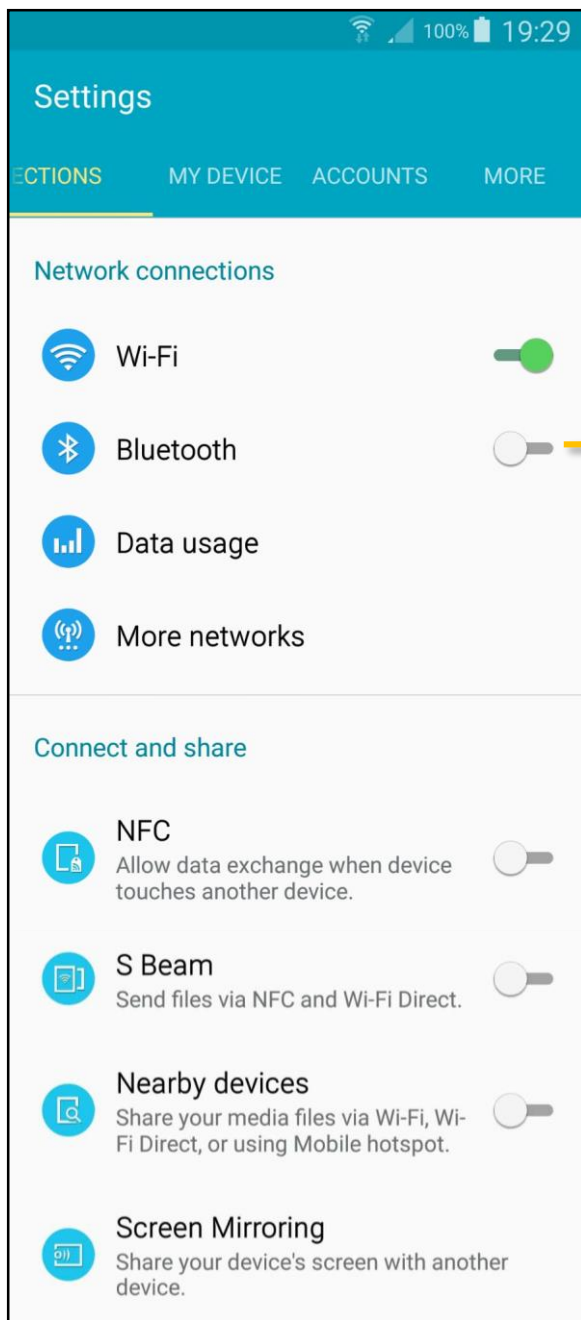 100% 19:29
Settings
ECTIONS MY DEVICE ACCOUNTS MORE
Network connections
Wi-Fi
Bluetooth
Data usage
More networks
Connect and share
NFC
Allow data exchange when device
touches another device.
S Beam
Send files via NFC and Wi-Fi Direct.
Nearby devices
Share your media files via Wi-Fi, Wi-
Fi Direct, or using Mobile hotspot.
Screen Mirroring
Share your device's screen with another
device.